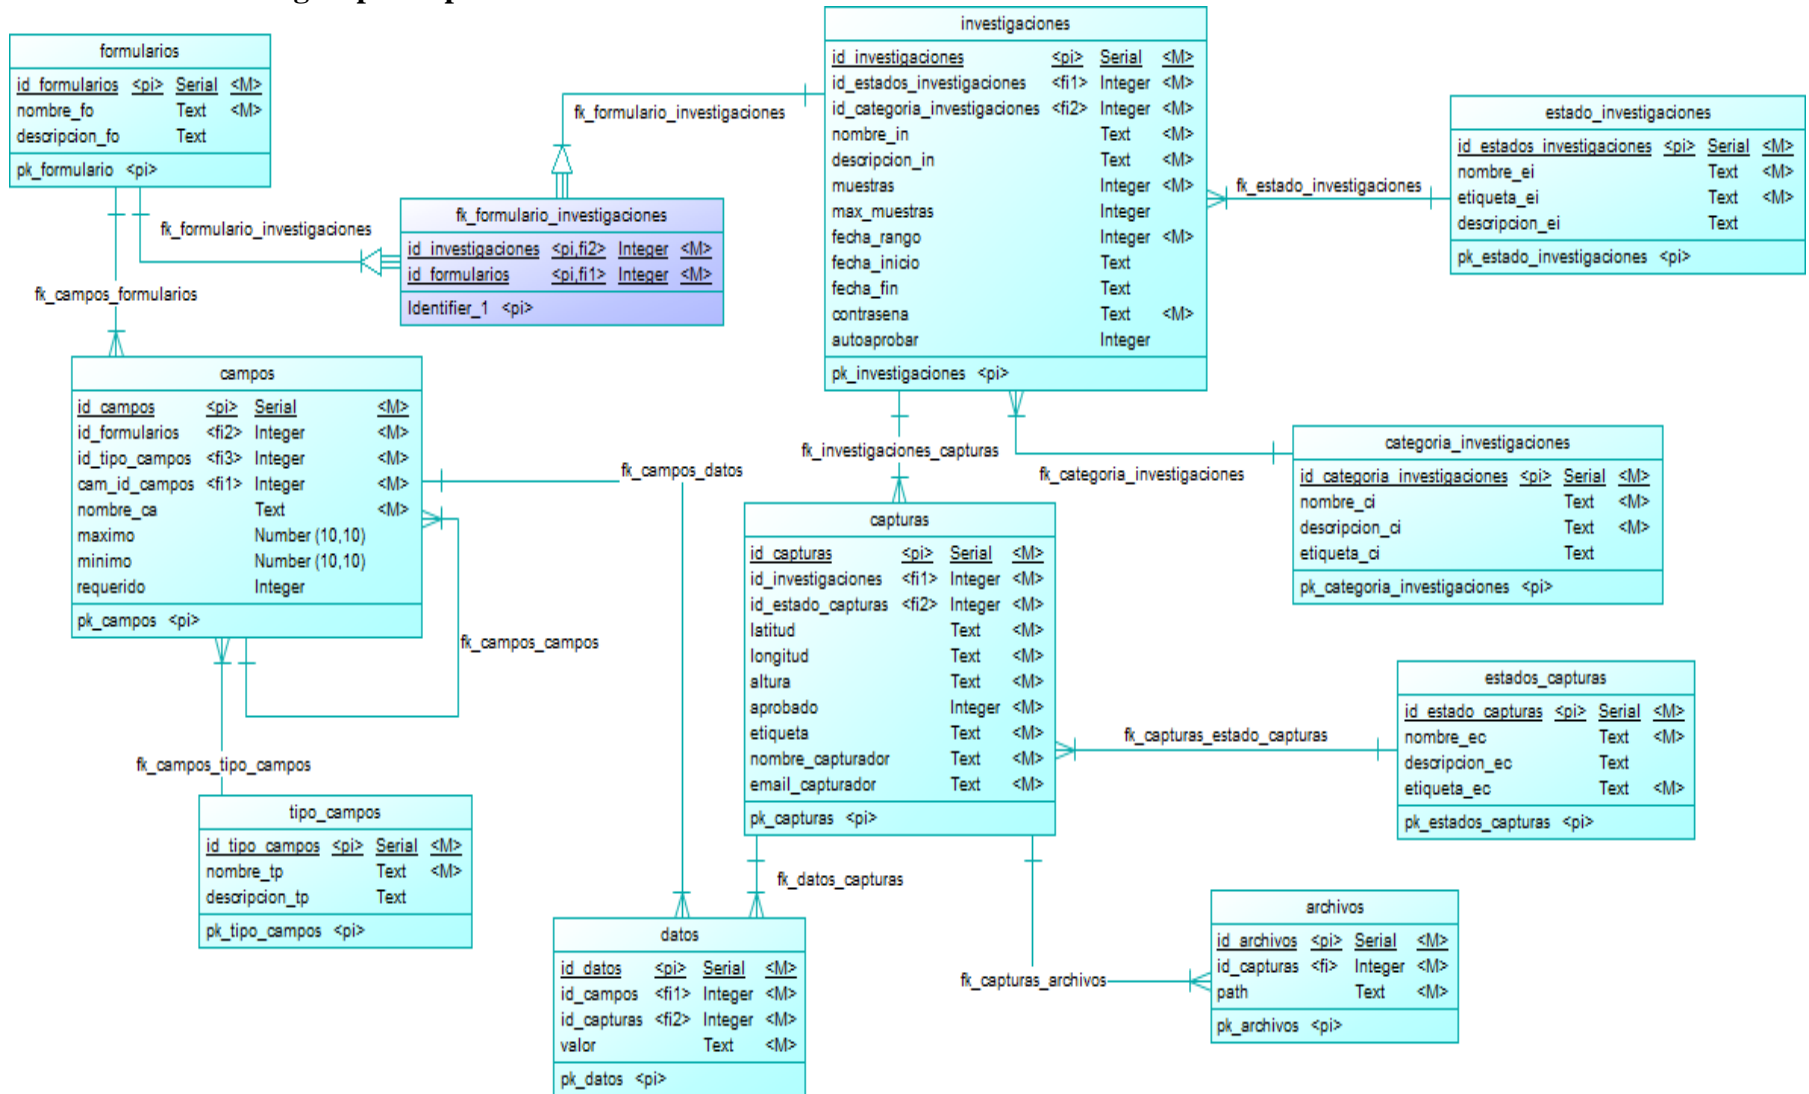 formularios
id_formularios <pi> Serial <M>
nombre_fo Text <M>
descripcion_fo Text
pk_formulario <pi>
investigaciones
id_investigaciones <pi> Serial <M>
id_estados_investigaciones <fi1> Integer <M>
id_categoria_investigaciones <fi2> Integer <M>
nombre_in Text <M>
descripcion_in Text <M>
muestras Integer <M>
max_muestras Integer
fecha_rango Integer <M>
fecha_inicio Text
fecha_fin Text
contrasena Text <M>
autoaprobar Integer
pk_investigaciones <pi>
fk_formulario_investigaciones
estado_investigaciones
id_estados_investigaciones <pi> Serial <M>
nombre_ei Text <M>
etiqueta_ei Text <M>
descripcion_ei Text
pk_estado_investigaciones <pi>
fk_estado_investigaciones
fk_formulario_investigaciones
fk_formulario_investigaciones
id_investigaciones <pi,fi2> Integer <M>
id_formularios <pi,fi1> Integer <M>
Identifier_1 <pi>
fk_campos_formularios
campos
id_campos <pi> Serial <M>
id_formularios <fi2> Integer <M>
id_tipo_campos <fi3> Integer <M>
cam_id_campos <fi1> Integer <M>
nombre_ca Text <M>
maximo Number (10,10)
minimo Number (10,10)
requerido Integer
pk_campos <pi>
fk_campos_datos
fk_investigaciones_capturas
fk_categoria_investigaciones
categoria_investigaciones
id_categoria_investigaciones <pi> Serial <M>
nombre_ci Text <M>
descripcion_ci Text <M>
etiqueta_ci Text
pk_categoria_investigaciones <pi>
capturas
id_capturas <pi> Serial <M>
id_investigaciones <fi1> Integer <M>
id_estado_capturas <fi2> Integer <M>
latitud Text <M>
longitud Text <M>
altura Text <M>
aprobado Integer <M>
etiqueta Text <M>
nombre_capturador Text <M>
email_capturador Text <M>
pk_capturas <pi>
fk_campos_campos
fk_capturas_estado_capturas
estados_capturas
id_estado_capturas <pi> Serial <M>
nombre_ec Text <M>
descripcion_ec Text
etiqueta_ec Text <M>
pk_estados_capturas <pi>
fk_campos_tipo_campos
tipo_campos
id_tipo_campos <pi> Serial <M>
nombre_tp Text <M>
descripcion_tp Text
pk_tipo_campos <pi>
fk_datos_capturas
datos
id_datos <pi> Serial <M>
id_campos <fi1> Integer <M>
id_capturas <fi2> Integer <M>
valor Text <M>
pk_datos <pi>
fk_capturas_archivos
archivos
id_archivos <pi> Serial <M>
id_capturas <fi> Integer <M>
path Text <M>
pk_archivos <pi>